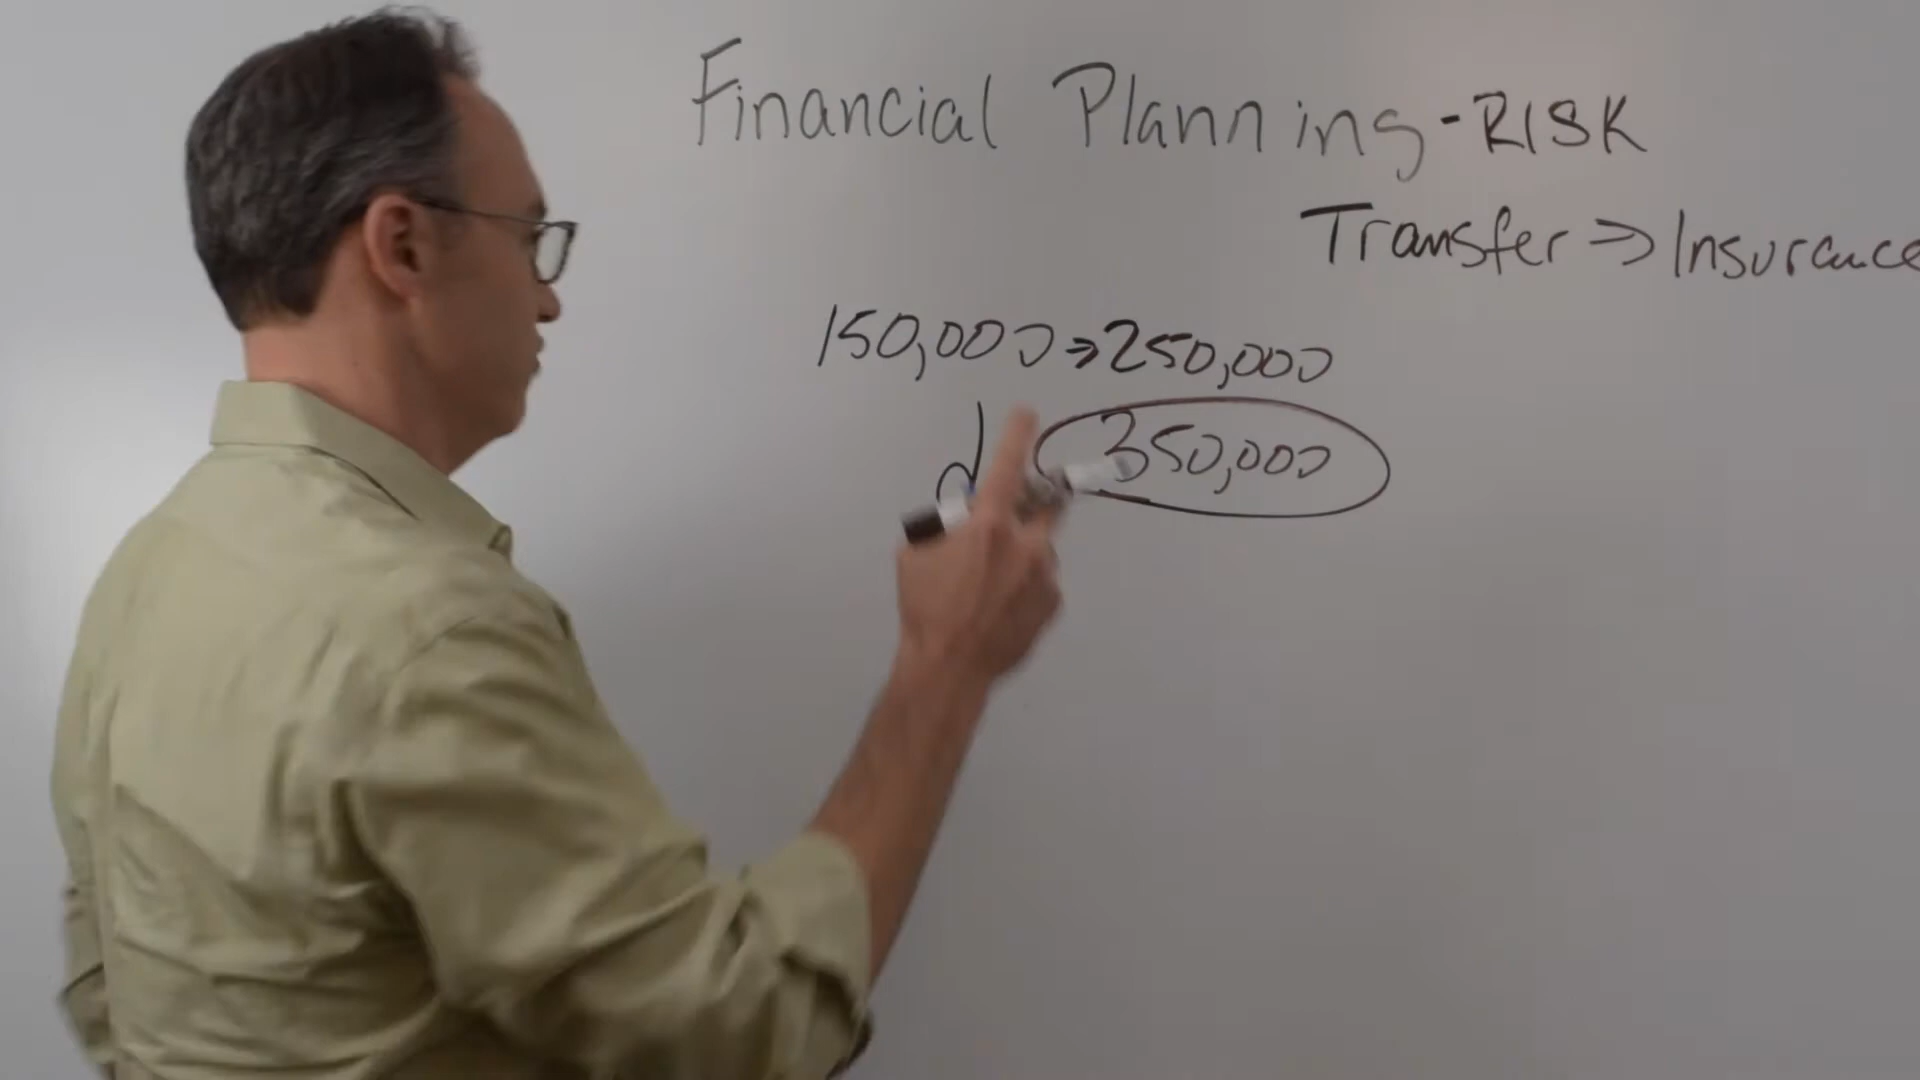 Financial Planning - RISK
Transfer ⇒ Insurance
150,000 ⇒ 250,000
350,000